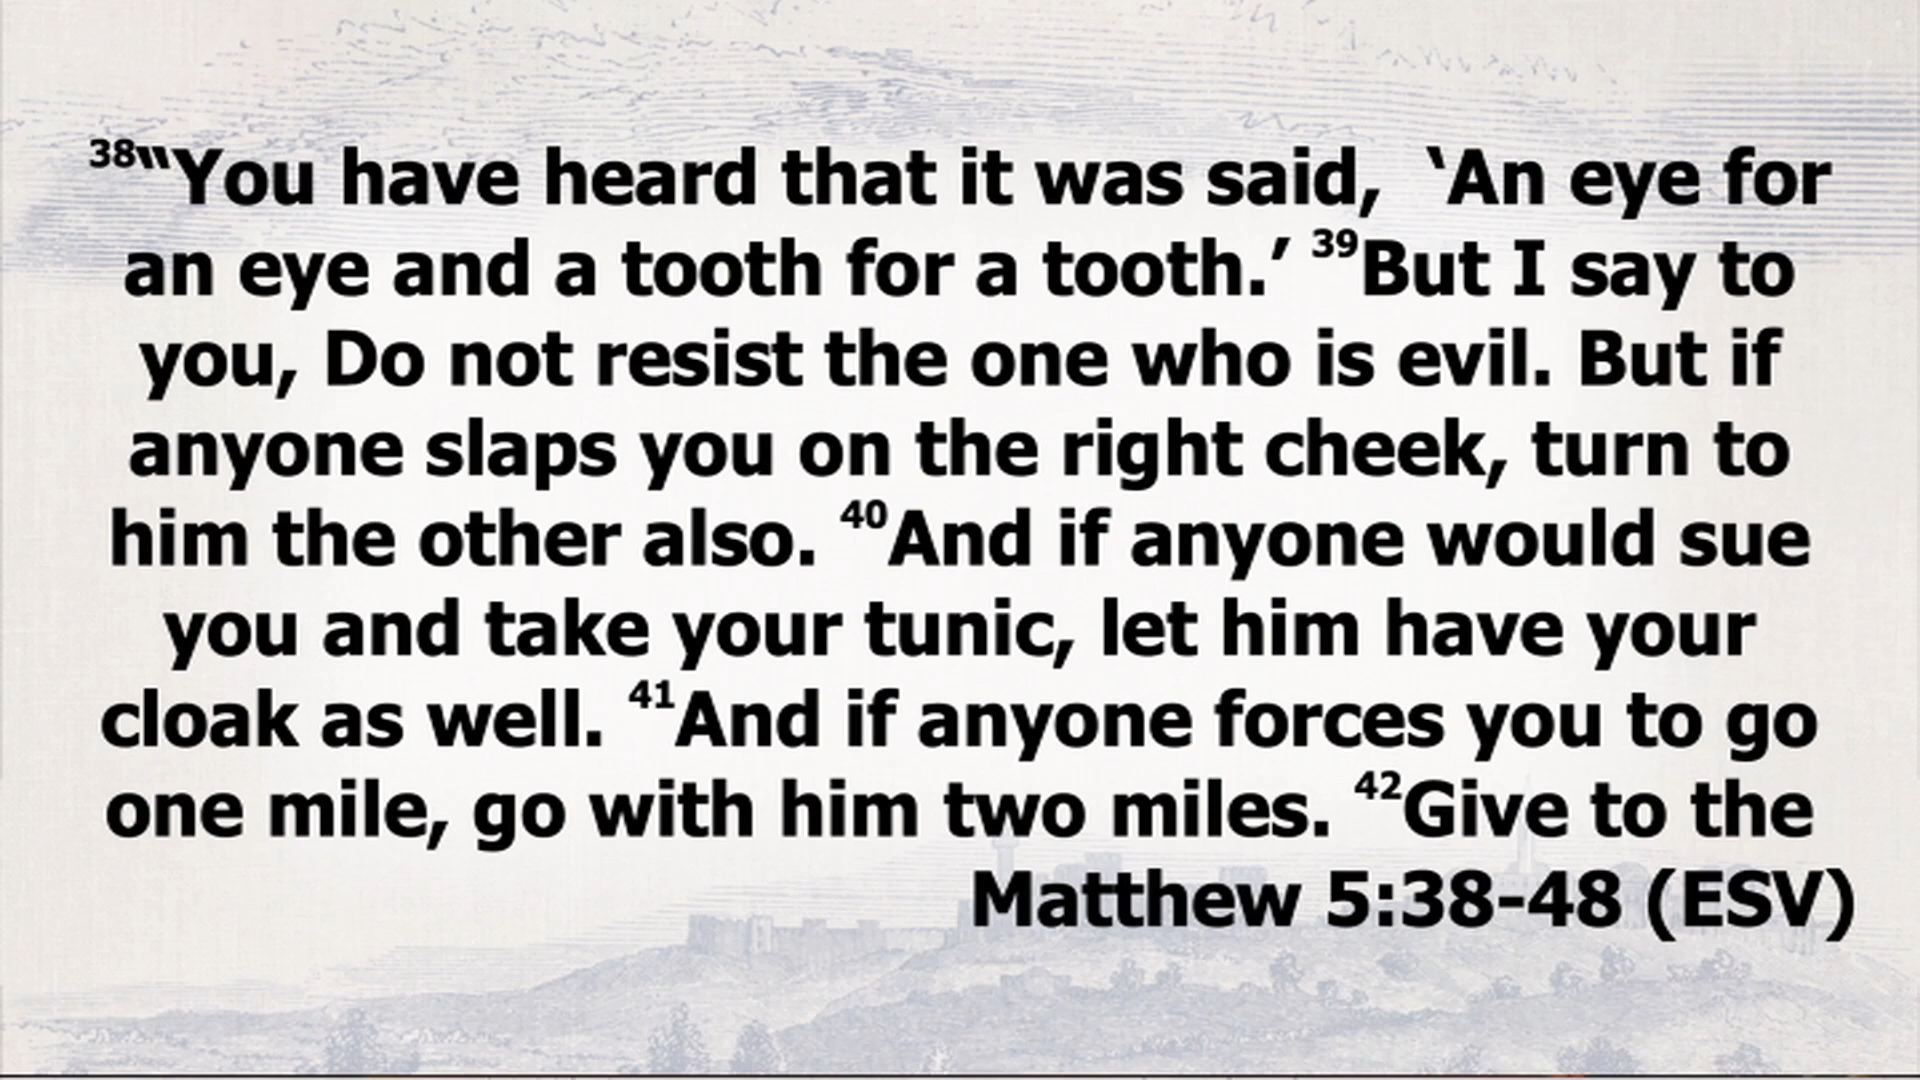 38"You have heard that it was said, ‘An eye for
an eye and a tooth for a tooth.’ 39But I say to
you, Do not resist the one who is evil. But if
anyone slaps you on the right cheek, turn to
him the other also. 40And if anyone would sue
you and take your tunic, let him have your
cloak as well. 41And if anyone forces you to go
one mile, go with him two miles. 42Give to the
Matthew 5:38-48 (ESV)